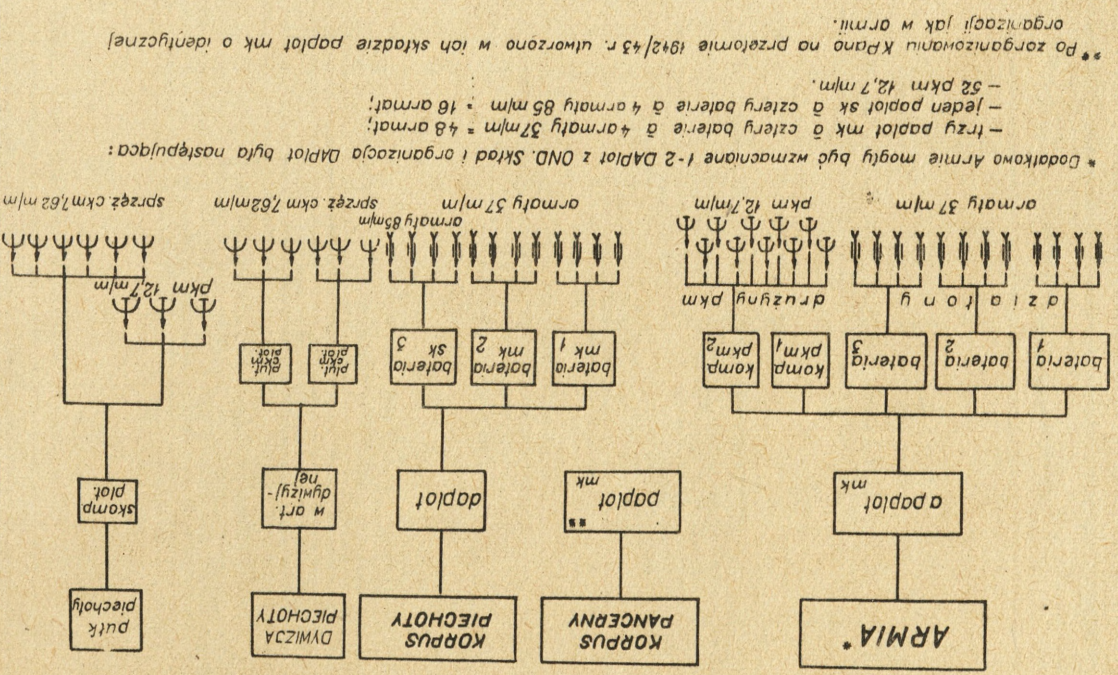 ARMIA*
KORPUS
PANCERNY
KORPUS
PIECHOTY
DYWIZJA
PIECHOTY
pułk
piechoty
a paplot
mk
paplot **
mk
daplot
w art.
dywizyj-
nej
skomp.
plot.
bateria
1
bateria
2
bateria
3
komp
pkm1
komp
pkm2
bateria
mk 1
bateria
mk 2
bateria
sk 3
plut.
ckm
plot.
plut.
ckm
plot.
działony
drużyny pkm
pkm 12,7 m/m
armaty 37 m/m
pkm 12,7m/m
armaty 37 m/m
armaty 85m/m
sprzęż. ckm 7,62m/m
sprzęż. ckm 7,62 m/m
* Dodatkowo Armie mogły być wzmacniane 1-2 DAPlot z OND. Skład i organizacja DAPlot była następująca:
– trzy paplot mk à cztery baterie à 4 armaty 37m/m = 48 armat;
– jeden paplot sk à cztery baterie à 4 armaty 85 m/m = 16 armat;
– 52 pkm 12,7 m/m.
** Po zorganizowaniu KPanc na przełomie 1942/43 r. utworzono w ich składzie paplot mk o identycznej
organizacji jak w armii.